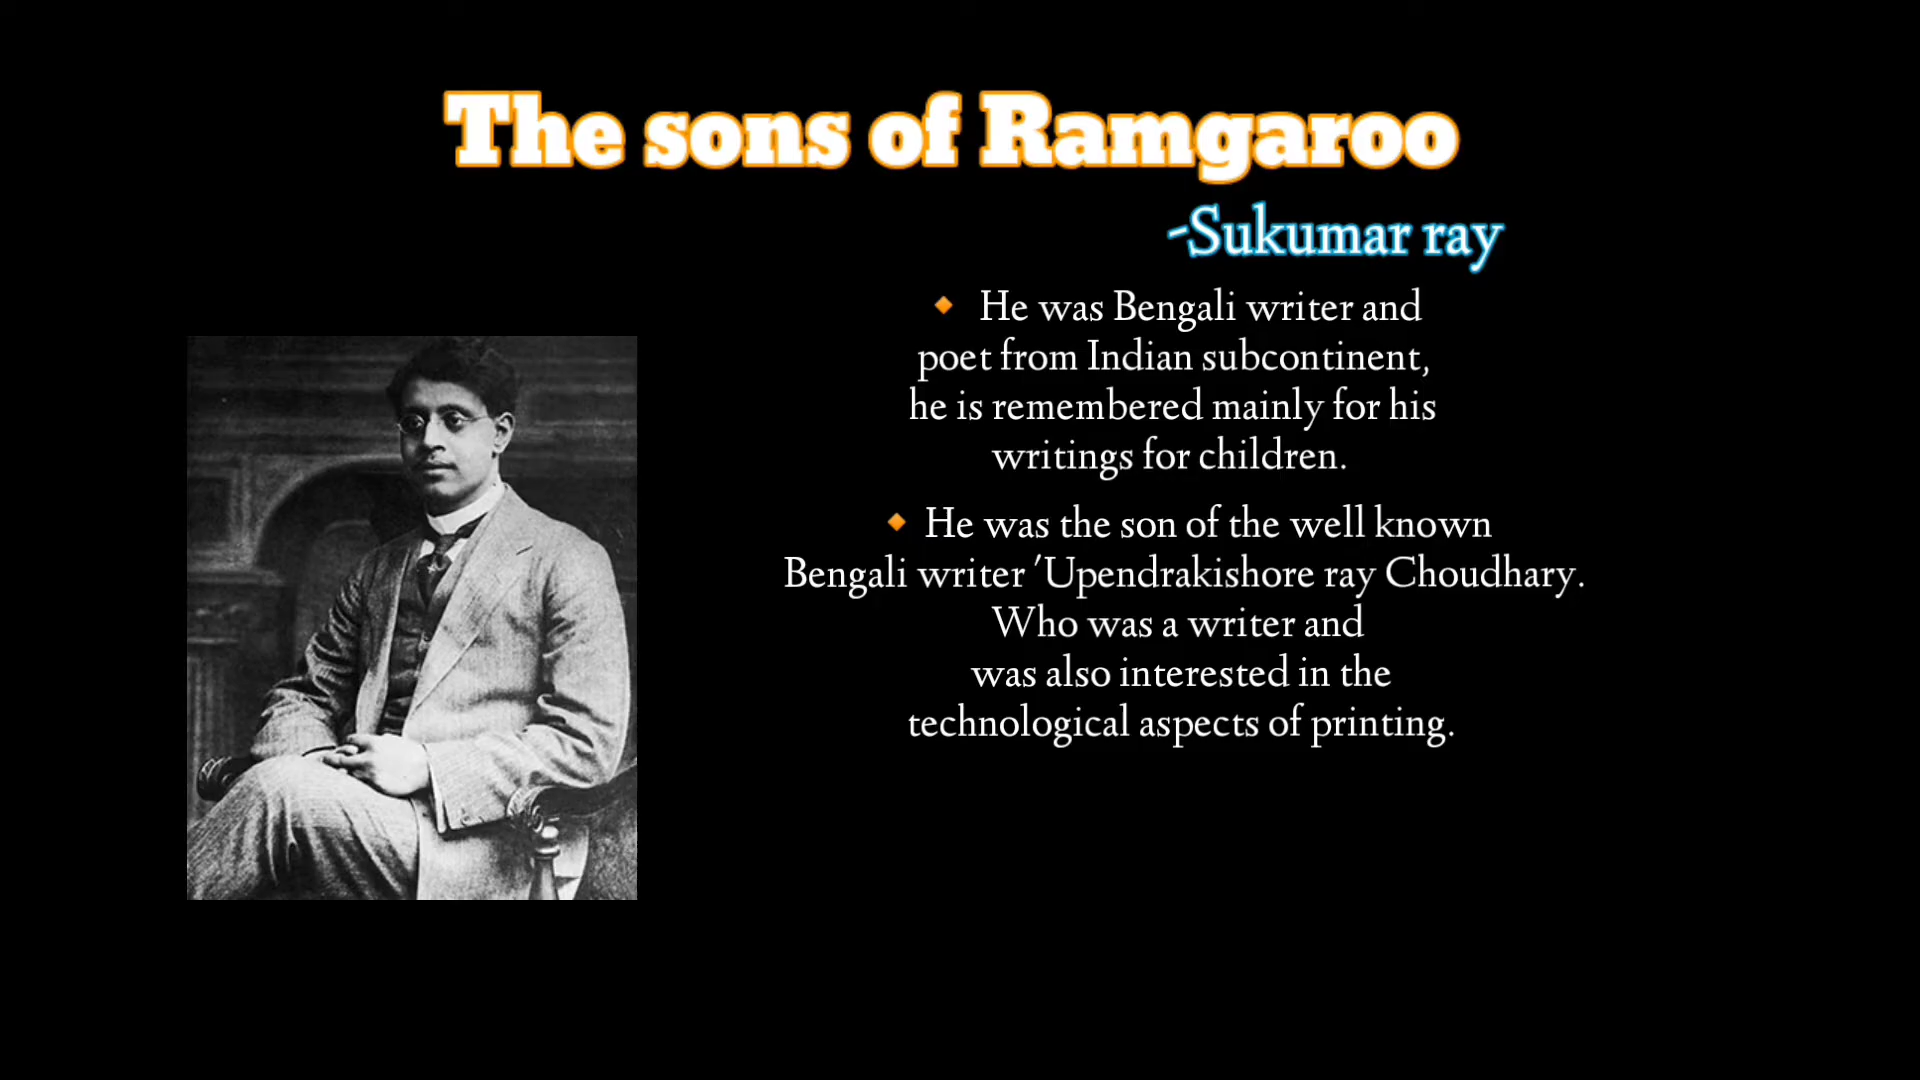 The sons of Ramgaroo
-Sukumar ray
🔸 He was Bengali writer and
poet from Indian subcontinent,
he is remembered mainly for his
writings for children.
🔸 He was the son of the well known
Bengali writer 'Upendrakishore ray Choudhary.
Who was a writer and
was also interested in the
technological aspects of printing.